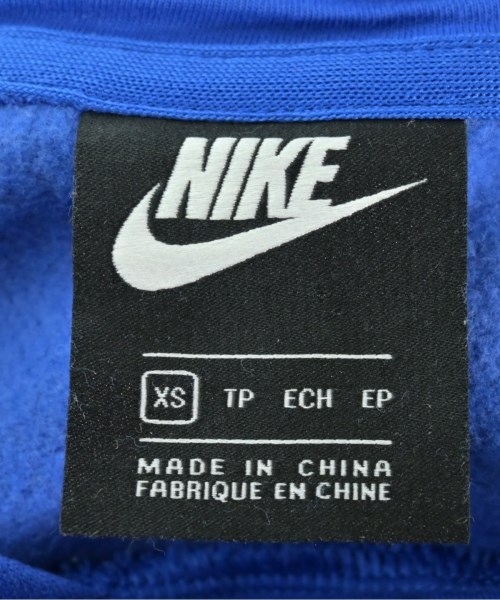 NIKE
XS TP ECH EP
MADE IN CHINA
FABRIQUE EN CHINE